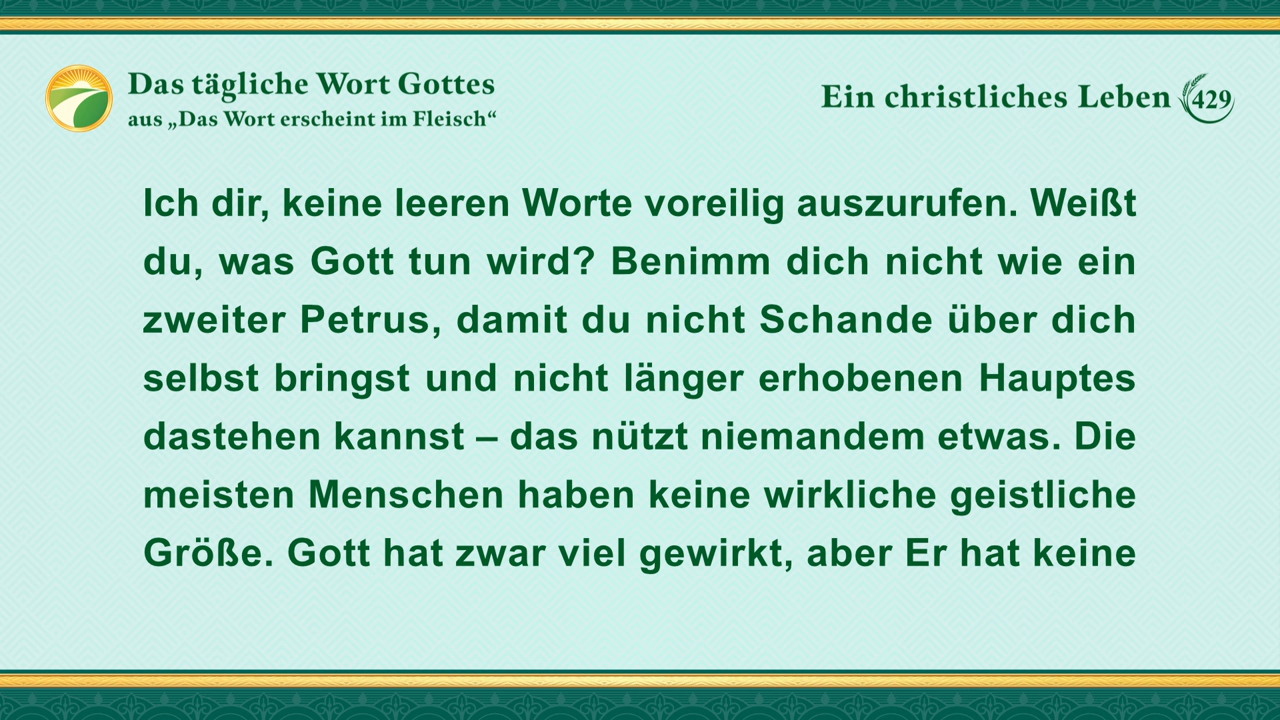 Das tägliche Wort Gottes
aus „Das Wort erscheint im Fleisch“
Ein christliches Leben 429
Ich dir, keine leeren Worte voreilig auszurufen. Weißt
du, was Gott tun wird? Benimm dich nicht wie ein
zweiter Petrus, damit du nicht Schande über dich
selbst bringst und nicht länger erhobenen Hauptes
dastehen kannst – das nützt niemandem etwas. Die
meisten Menschen haben keine wirkliche geistliche
Größe. Gott hat zwar viel gewirkt, aber Er hat keine